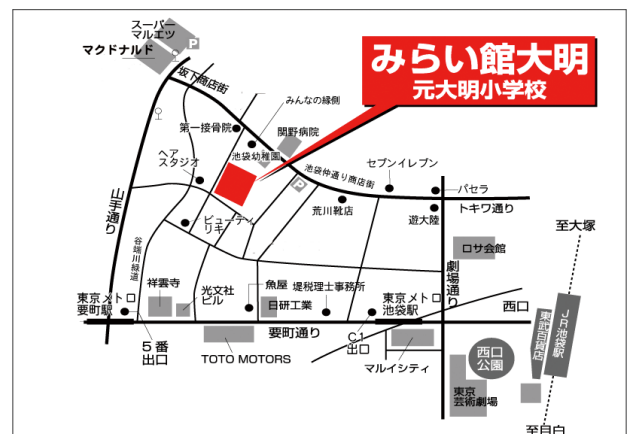 スーパー
マルエツ
マクドナルド
P
坂下商店街
みらい館大明
元大明小学校
みんなの縁側
第一接骨院
関野病院
池袋幼稚園
ヘア
スタジオ
池袋仲通り商店街
セブンイレブン
P
パセラ
山手通り
荒川靴店
遊大陸
トキワ通り
ビューティ
リキ
至大塚
谷端川緑道
ロサ会館
劇場通り
祥雲寺
光文社
ビル
魚屋
堤税理士事務所
東京メトロ
要町駅
日研工業
東京メトロ
池袋駅
西口
JR池袋駅
東武百貨店
5番
出口
要町通り
C1
出口
TOTO MOTORS
マルイシティ
西口
公園
東京
芸術劇場
至目白